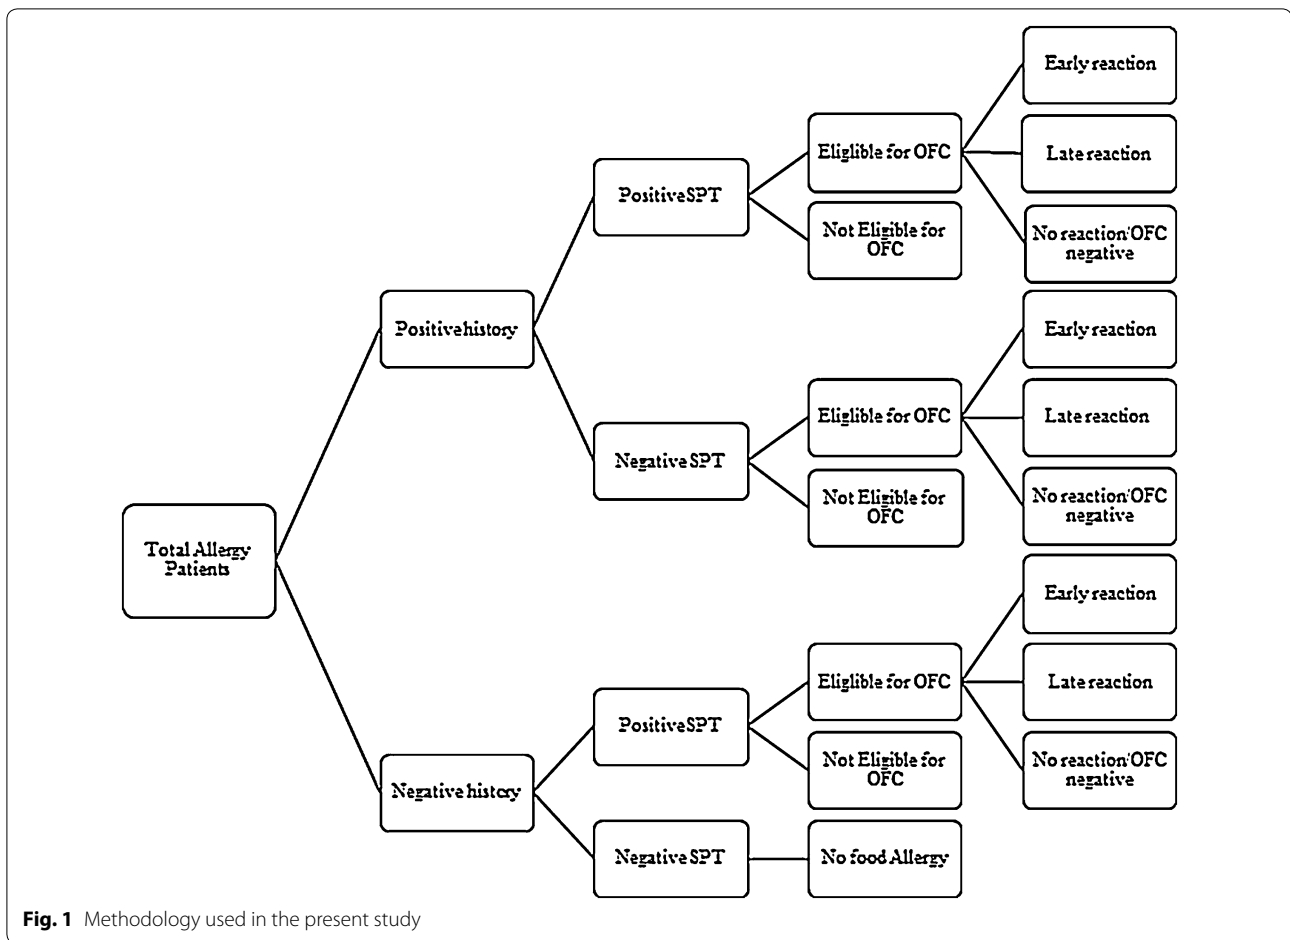 Early reaction
Eligible for OFC
Late reaction
Positive SPT
Not Eligible for
OFC
No reaction/OFC
negative
Positive history
Early reaction
Eligible for OFC
Late reaction
Negative SPT
Not Eligible for
OFC
No reaction/OFC
negative
Total Allergy
Patients
Early reaction
Eligible for OFC
Late reaction
Positive SPT
Not Eligible for
OFC
No reaction/OFC
negative
Negative history
Negative SPT
No food Allergy
Fig. 1 Methodology used in the present study